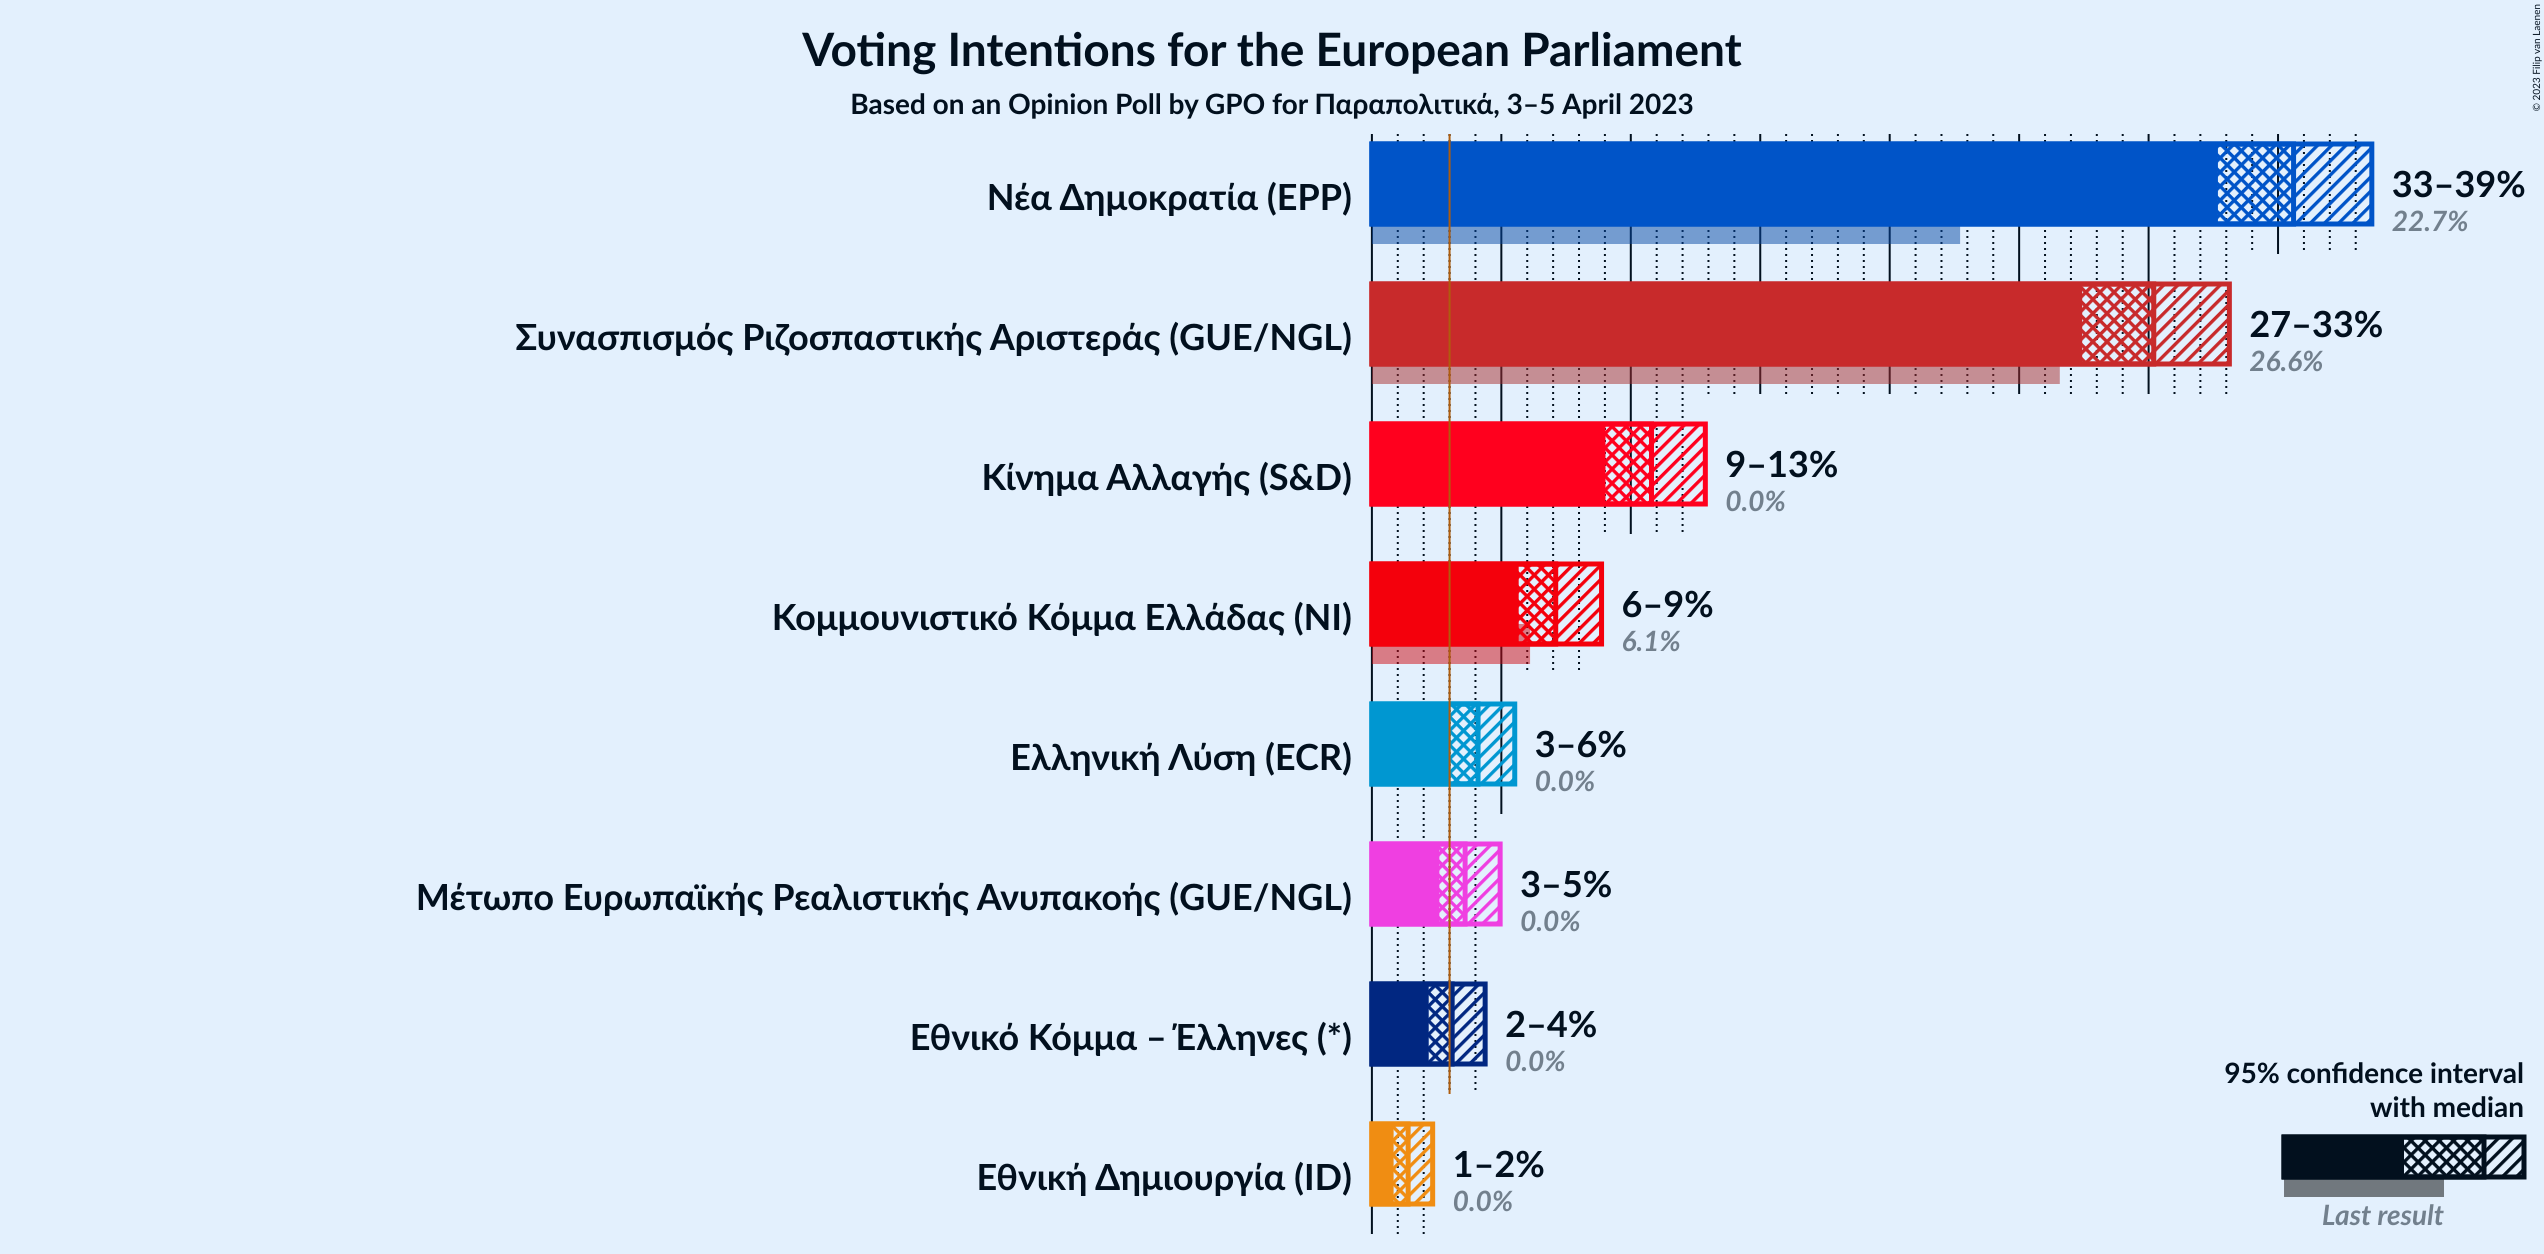 Voting Intentions for the European Parliament
Based on an Opinion Poll by GPO for Παραπολιτικά, 3–5 April 2023
© 2023 Filip van Laenen
Νέα Δημοκρατία (EPP)
33–39%
22.7%
Συνασπισμός Ριζοσπαστικής Αριστεράς (GUE/NGL)
27–33%
26.6%
Κίνημα Αλλαγής (S&D)
9–13%
0.0%
Κομμουνιστικό Κόμμα Ελλάδας (NI)
6–9%
6.1%
Ελληνική Λύση (ECR)
3–6%
0.0%
Μέτωπο Ευρωπαϊκής Ρεαλιστικής Ανυπακοής (GUE/NGL)
3–5%
0.0%
Εθνικό Κόμμα – Έλληνες (*)
2–4%
0.0%
Εθνική Δημιουργία (ID)
1–2%
0.0%
95% confidence interval
with median
Last result